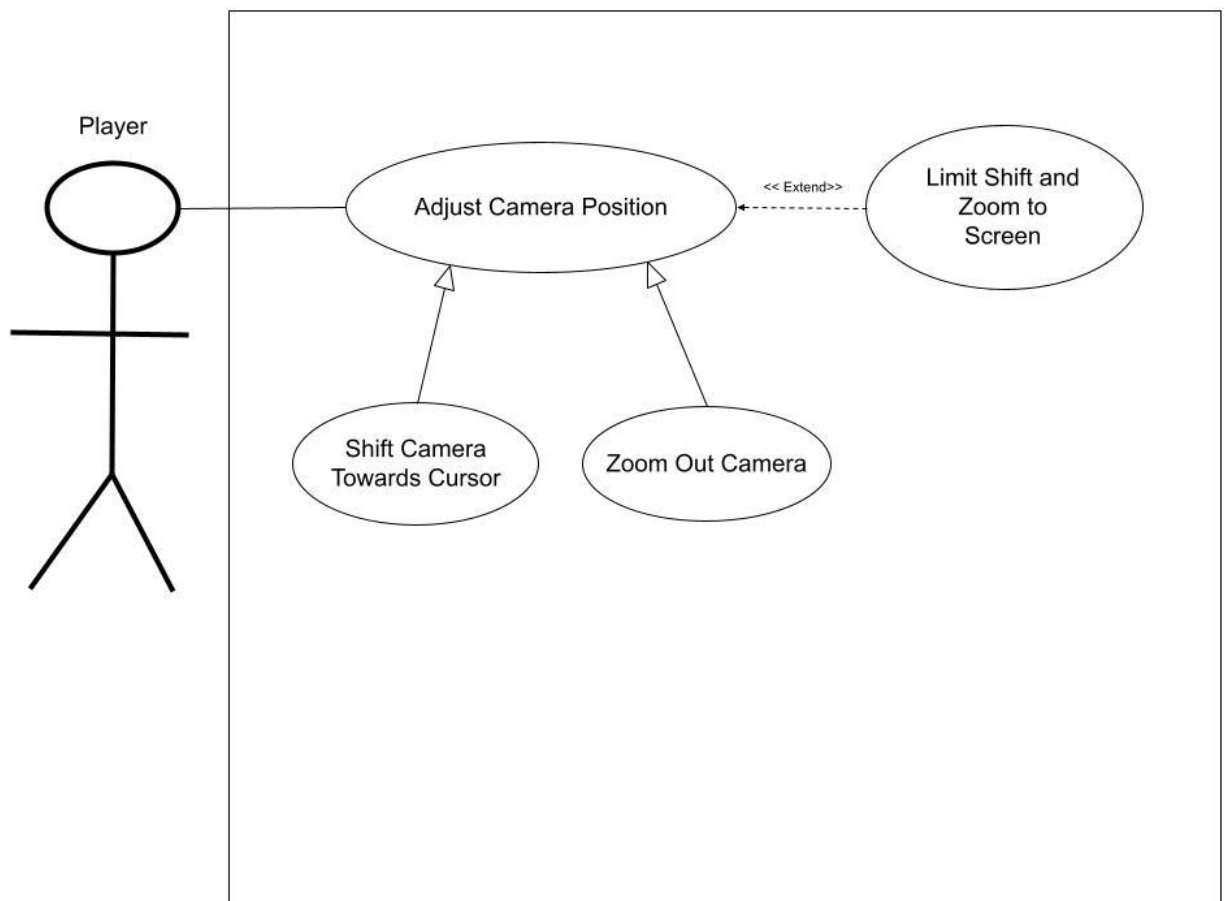 Player
Adjust Camera Position
<< Extend>>
Limit Shift and
Zoom to
Screen
Shift Camera
Towards Cursor
Zoom Out Camera